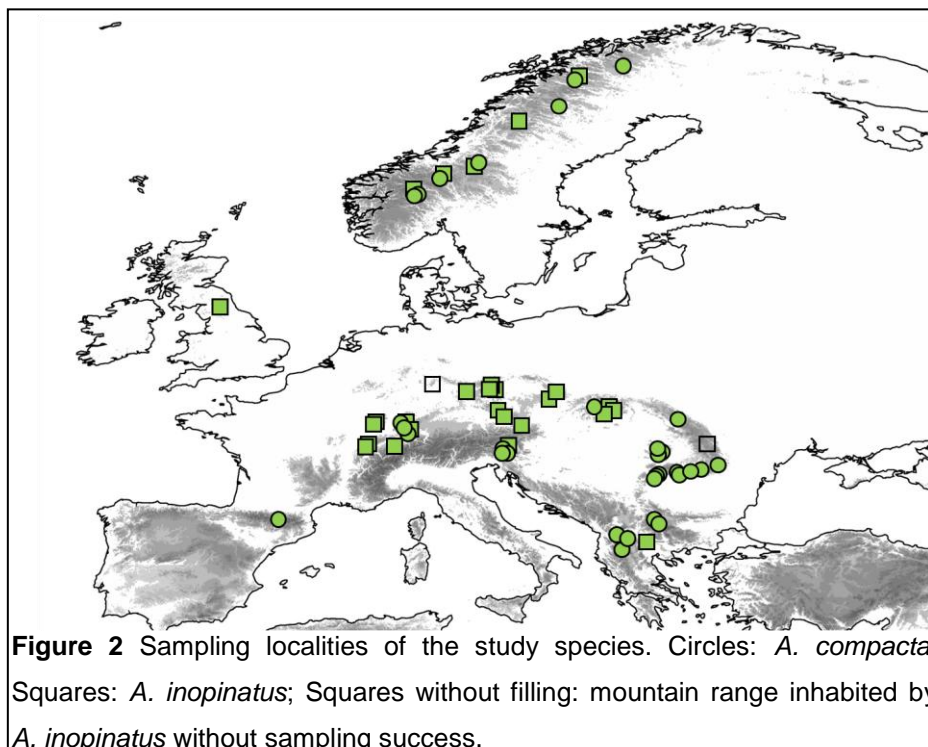 Figure 2 Sampling localities of the study species. Circles: A. compacta
Squares: A. inopinatus; Squares without filling: mountain range inhabited by
A. inopinatus without sampling success.